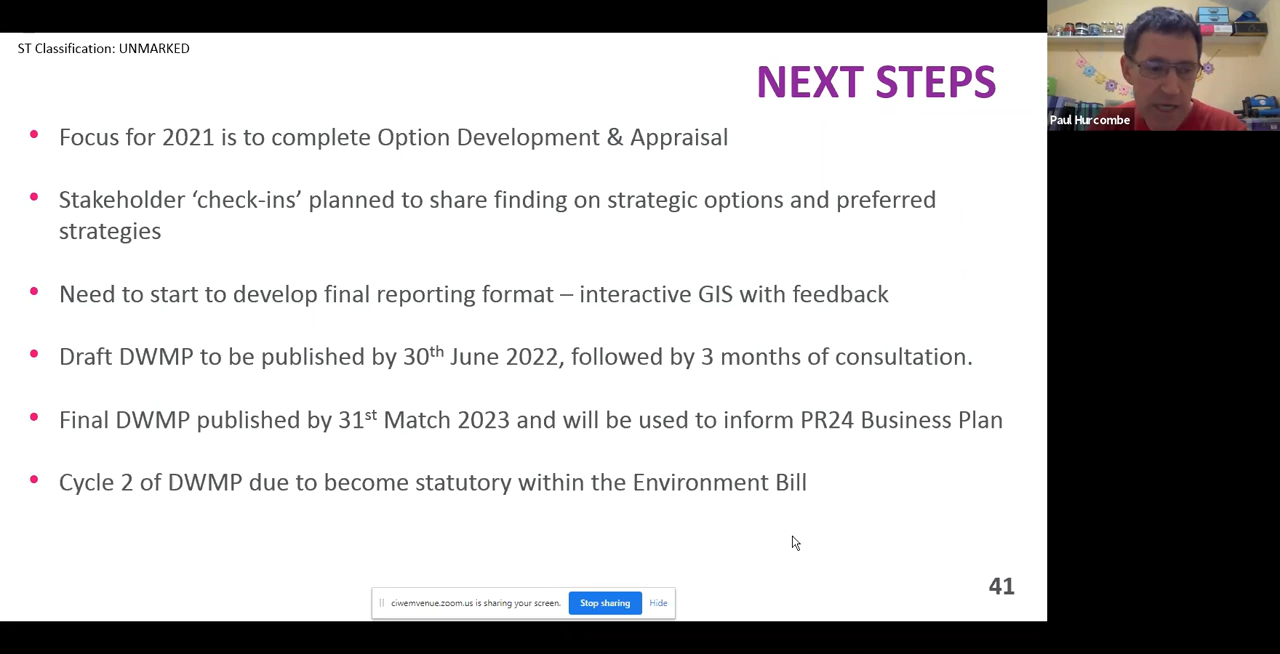 ST Classification: UNMARKED
NEXT STEPS
• Focus for 2021 is to complete Option Development & Appraisal
• Stakeholder ‘check-ins’ planned to share finding on strategic options and preferred
strategies
• Need to start to develop final reporting format – interactive GIS with feedback
• Draft DWMP to be published by 30th June 2022, followed by 3 months of consultation.
• Final DWMP published by 31st Match 2023 and will be used to inform PR24 Business Plan
• Cycle 2 of DWMP due to become statutory within the Environment Bill
41
ciwemvenue.zoom.us is sharing your screen. Stop sharing Hide
Paul Hurcombe